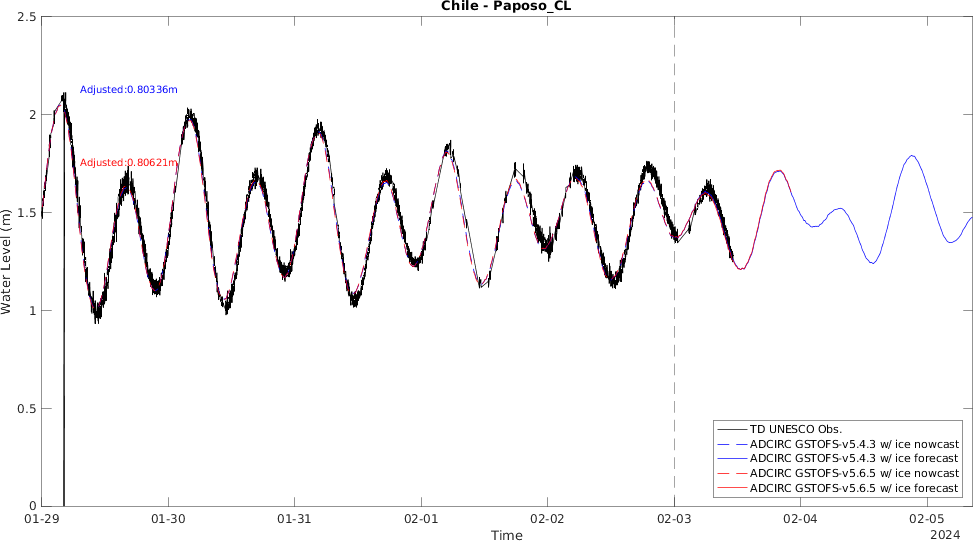 Chile - Paposo_CL
2.5
Adjusted:0.80336m
2
Adjusted:0.80621m
1.5
Water Level (m)
1
0.5
TD UNESCO Obs.
ADCIRC GSTOFS-v5.4.3 w/ ice nowcast
ADCIRC GSTOFS-v5.4.3 w/ ice forecast
ADCIRC GSTOFS-v5.6.5 w/ ice nowcast
ADCIRC GSTOFS-v5.6.5 w/ ice forecast
0
01-29 01-30 01-31 02-01 02-02 02-03 02-04 02-05
Time
2024